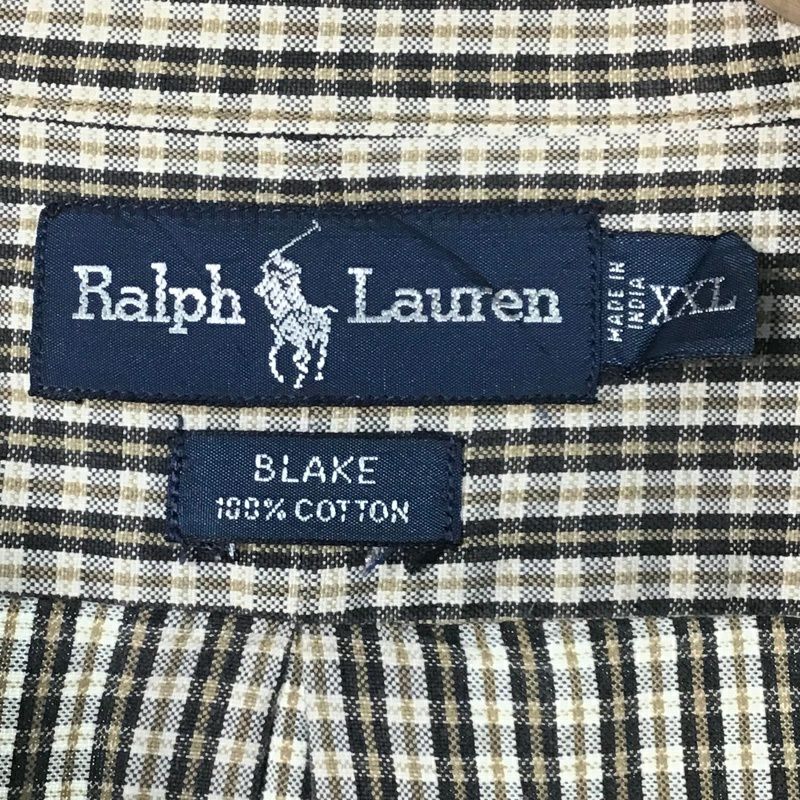 Ralph Lauren
MADE IN
INDIA
XXL
BLAKE
100% COTTON